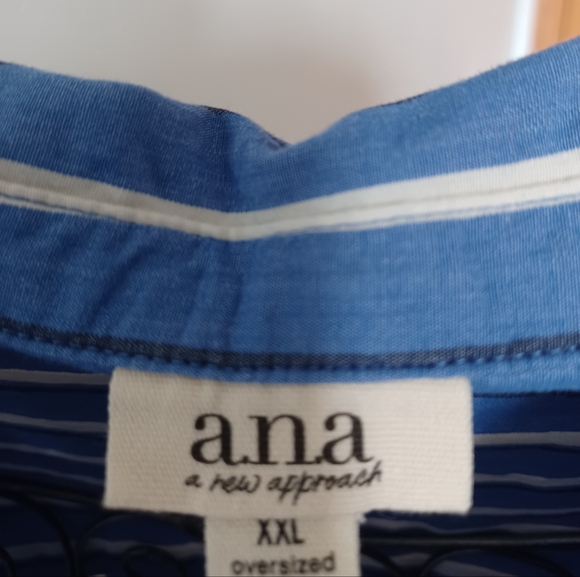 a.n.a
a new approach
XXL
oversized